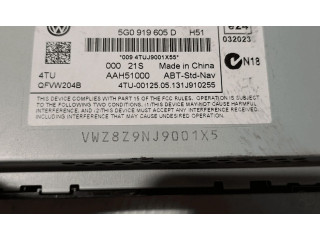 5G0 919 605 D H51
*009 4TUJ9001X55*
000 21S Made in China
4TU AAH51000 ABT-Std-Nav
QFVW204B 4TU-00125.05.131J910255
e24
032023
N18
THIS DEVICE COMPLIES WITH PART 15 OF THE FCC RULES. OPERATION IS
SUBJECT TO THE FOLLOWING TWO CONDITIONS: (1) THIS DEVICE MAY NOT
CAUSE HARMFUL INTERFERENCE, AND (2) THIS DEVICE MUST ACCEPT ANY
INTERFERENCE RECEIVED, INCLUDING INTERFERENCE THAT MAY CAUSE
UNDESIRED OPERATION.
VWZ8Z9NJ9001X5